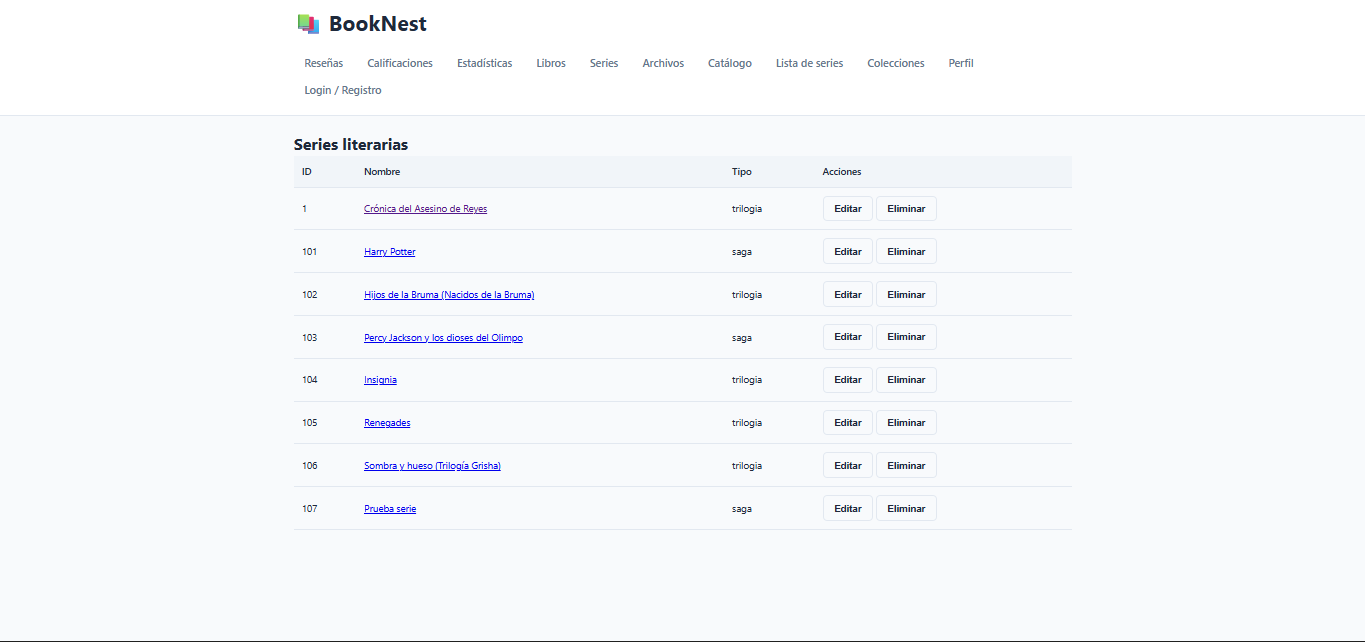 BookNest
Reseñas Calificaciones Estadísticas Libros Series Archivos Catálogo Lista de series Colecciones Perfil
Login / Registro
Series literarias
ID Nombre Tipo Acciones
1 Crónica del Asesino de Reyes trilogia Editar Eliminar
101 Harry Potter saga Editar Eliminar
102 Hijos de la Bruma (Nacidos de la Bruma) trilogia Editar Eliminar
103 Percy Jackson y los dioses del Olimpo saga Editar Eliminar
104 Insignia trilogia Editar Eliminar
105 Renegades trilogia Editar Eliminar
106 Sombra y hueso (Trilogía Grisha) trilogia Editar Eliminar
107 Prueba serie saga Editar Eliminar